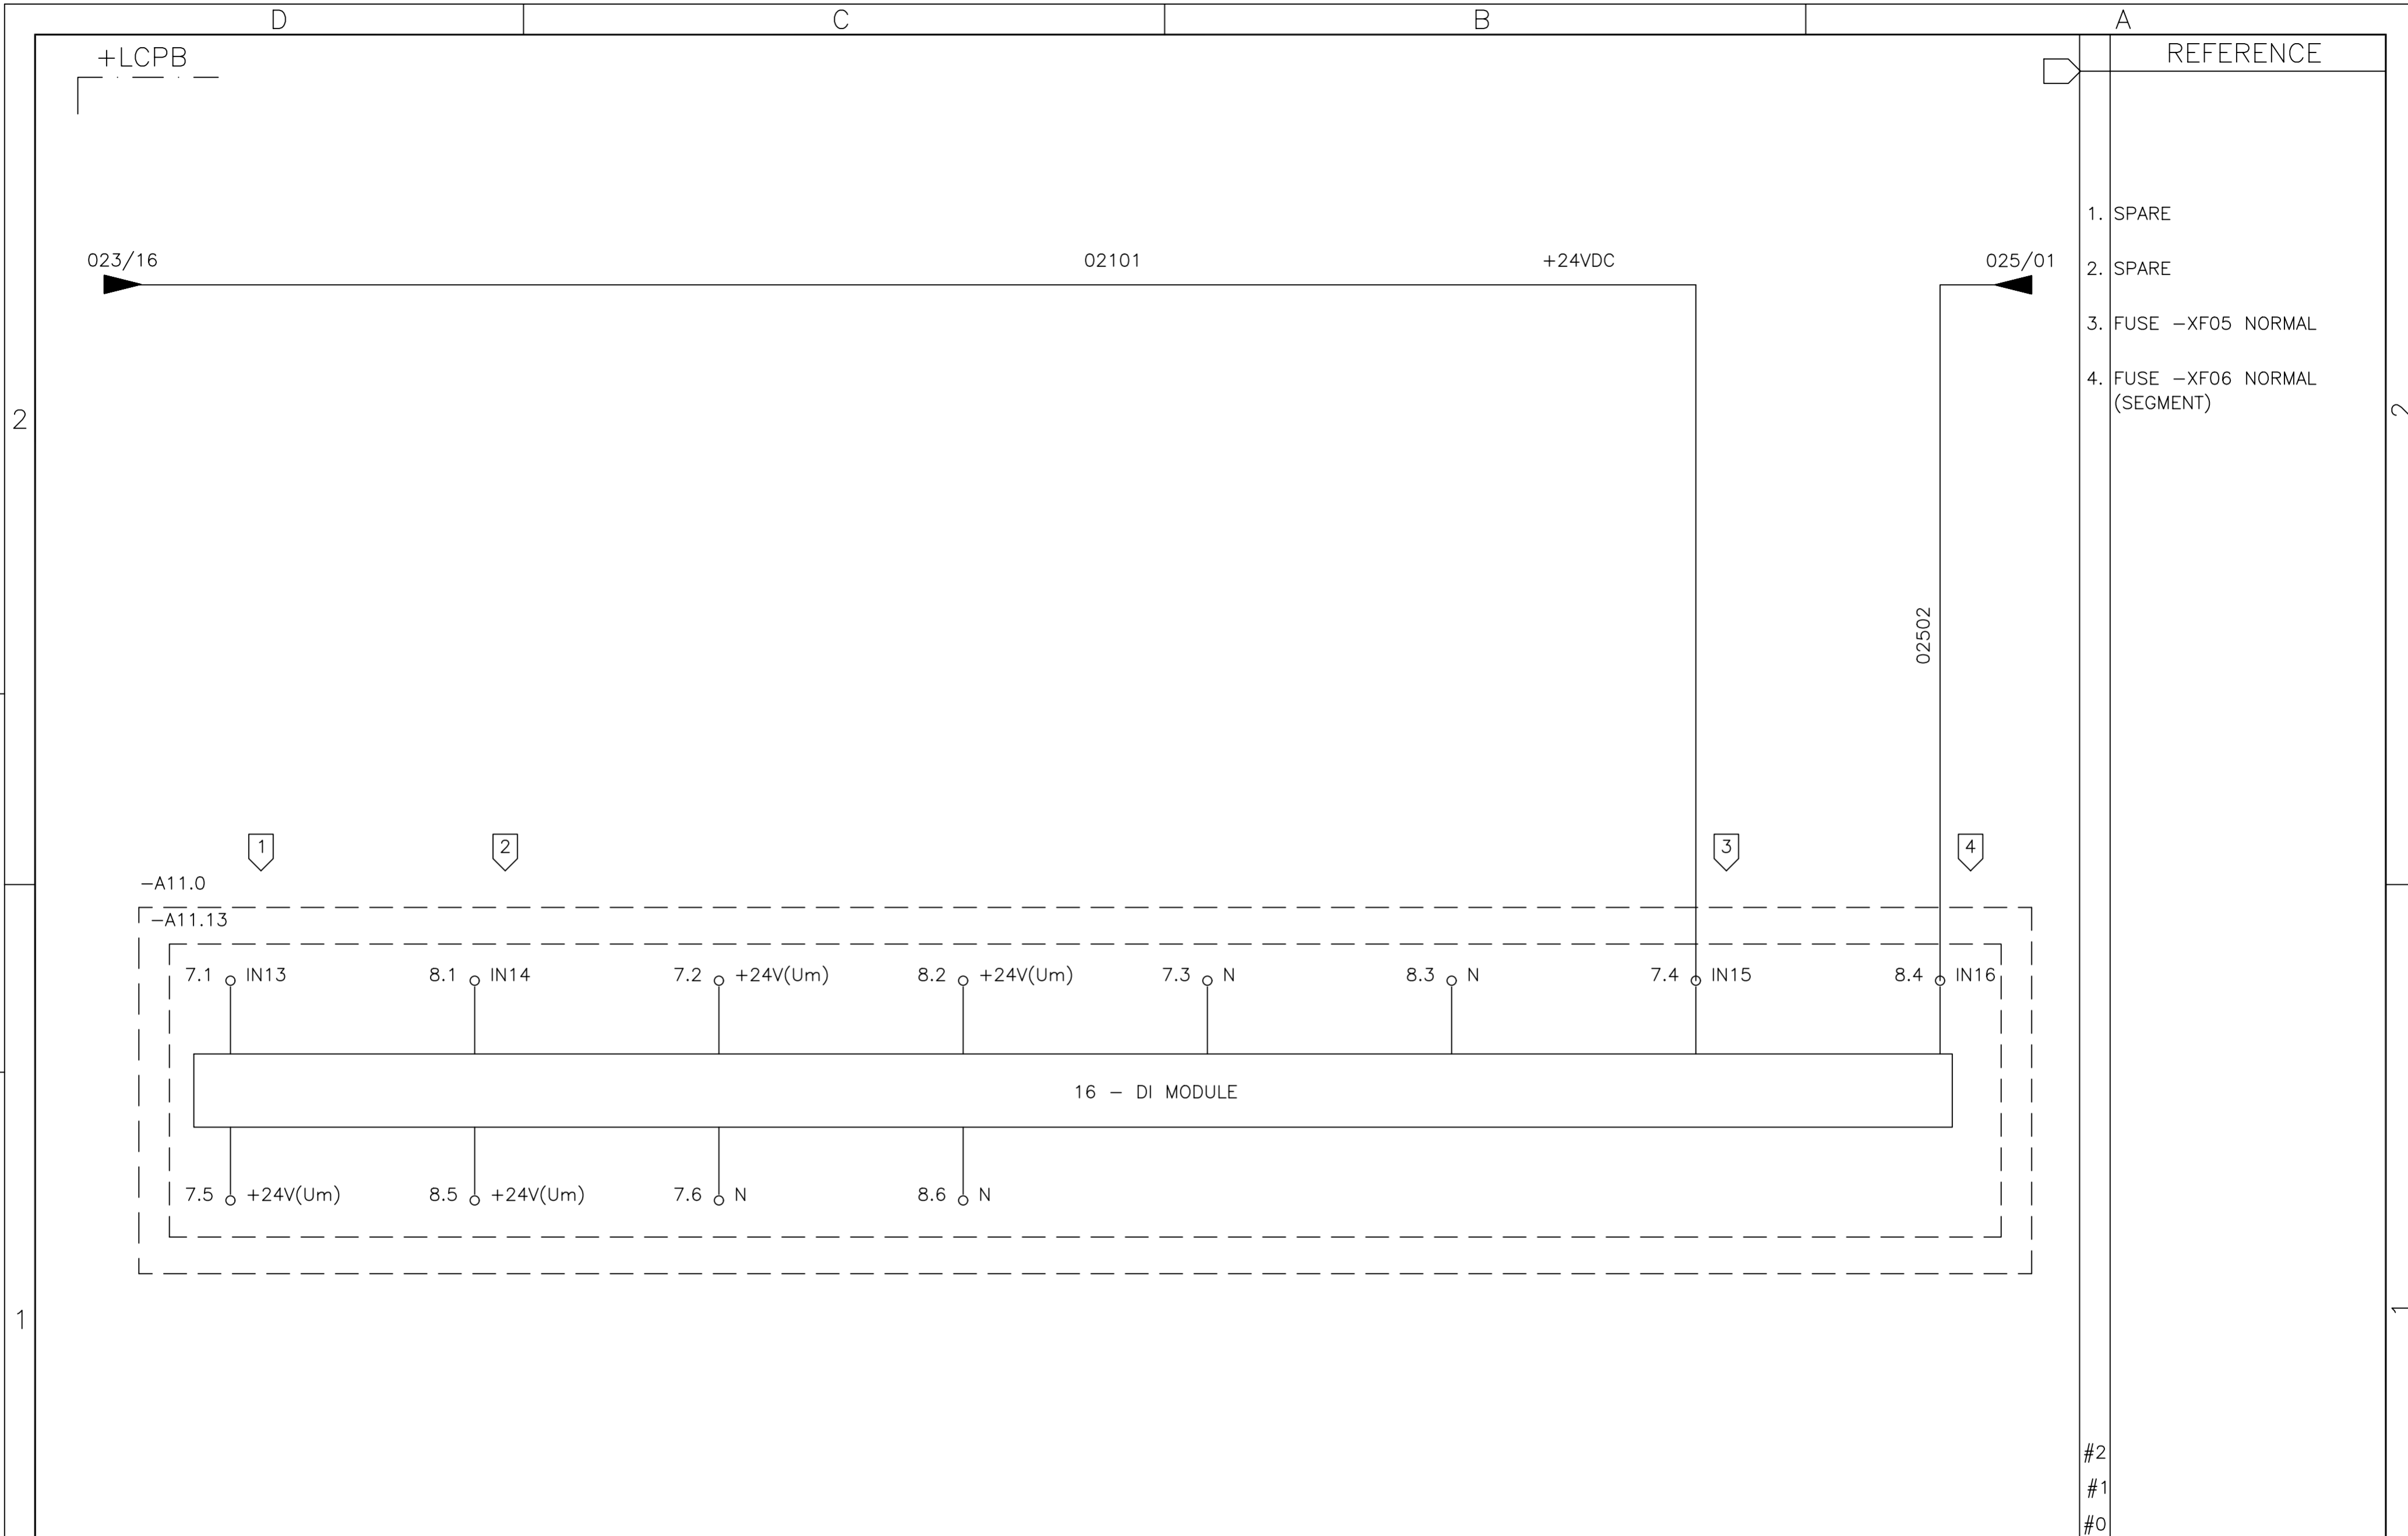 D C B A
+LCPB
REFERENCE
1. SPARE
023/16 02101 +24VDC 025/01
2. SPARE
3. FUSE -XF05 NORMAL
4. FUSE -XF06 NORMAL
(SEGMENT)
2 2
02502
1 2 3 4
-A11.0
-A11.13
7.1 IN13 8.1 IN14 7.2 +24V(Um) 8.2 +24V(Um) 7.3 N 8.3 N 7.4 IN15 8.4 IN16
16 - DI MODULE
7.5 +24V(Um) 8.5 +24V(Um) 7.6 N 8.6 N
1 1
#2
#1
#0